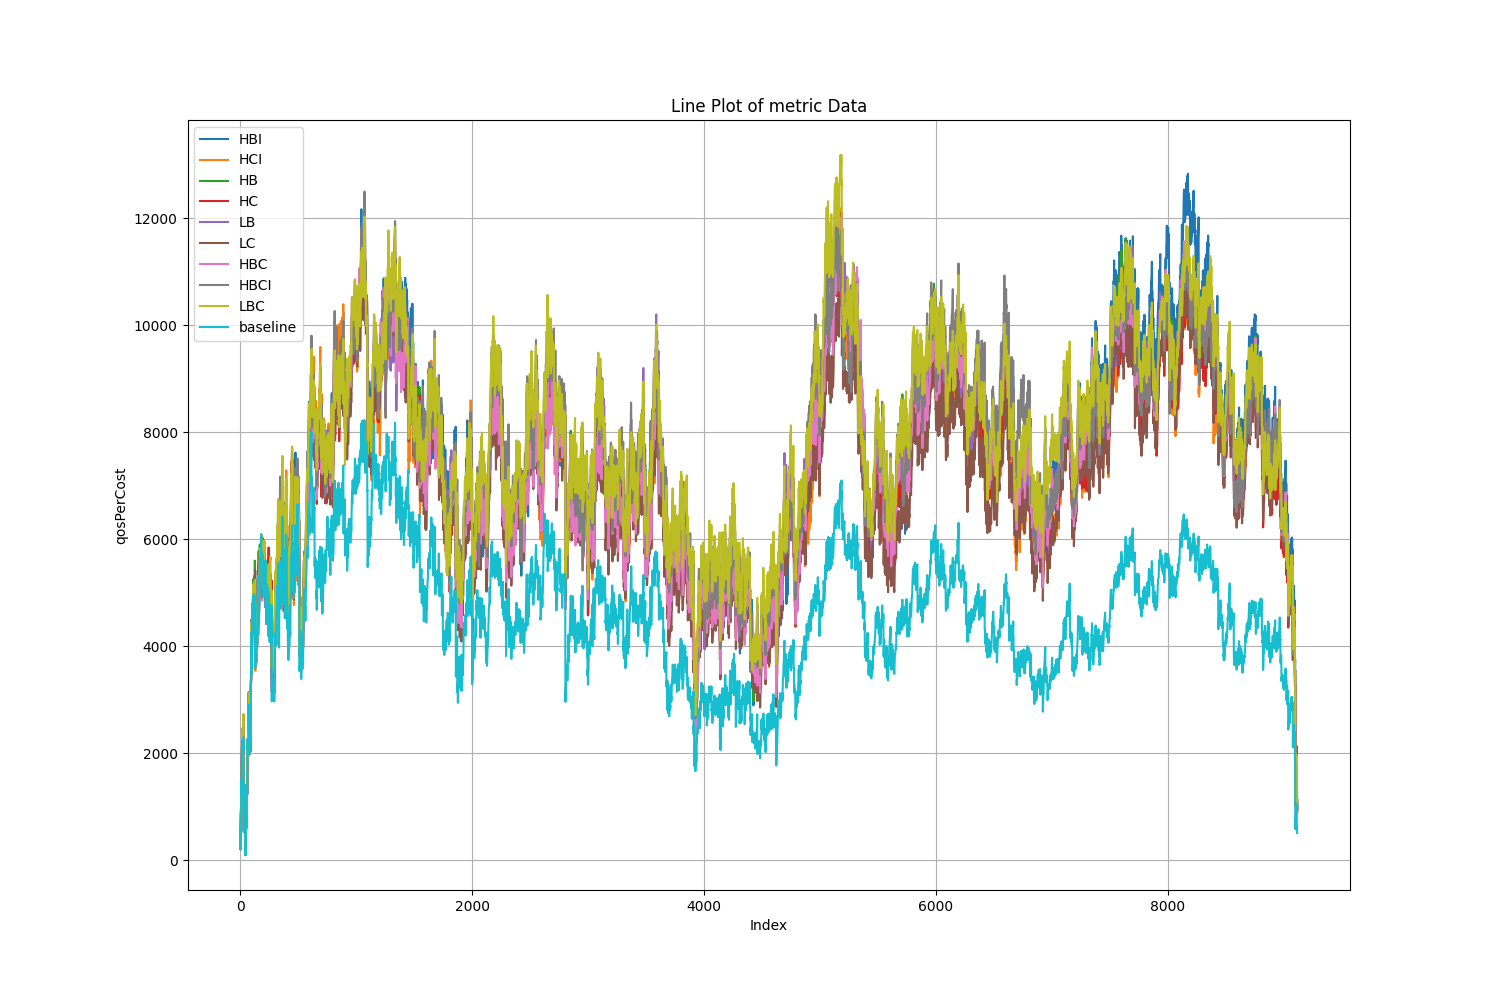 Line Plot of metric Data
HBI
HCI
HB
HC
LB
LC
HBC
HBCI
LBC
baseline
12000
10000
8000
6000
4000
2000
0
qosPerCost
0 2000 4000 6000 8000
Index